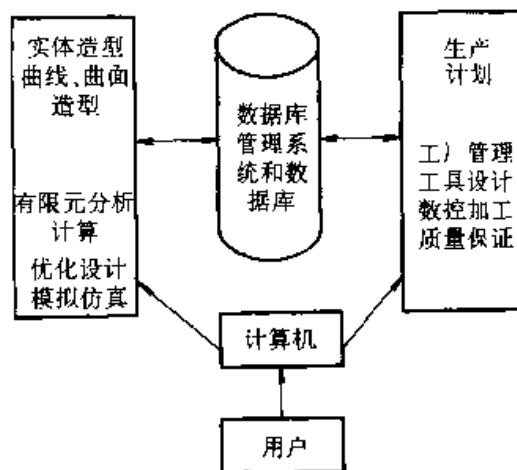 实体造型
曲线、曲面
造型
有限元分析
计算
优化设计
模拟仿真
数据库
管理系
统和数
据库
生产
计划
工厂管理
工具设计
数控加工
质量保证
计算机
用户